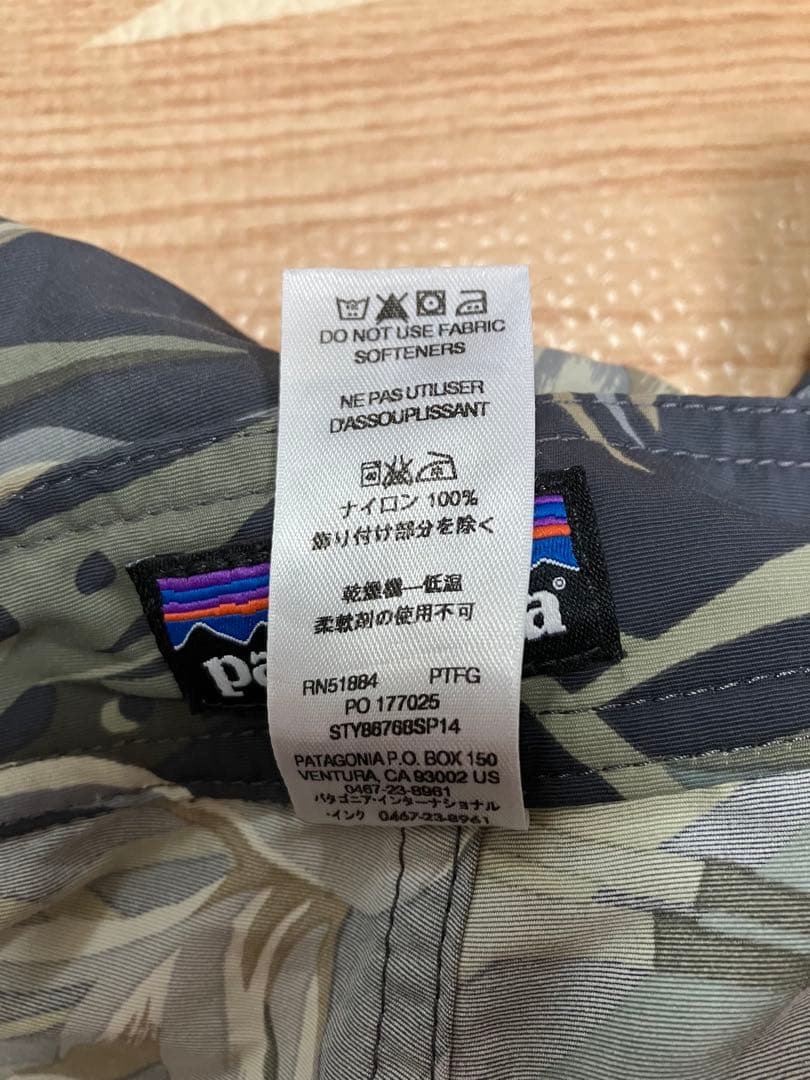 DO NOT USE FABRIC
SOFTENERS
NE PAS UTILISER
D'ASSOUPLISSANT
40
中
ナイロン 100%
飾り付け部分を除く
乾燥機—低温
柔軟剤の使用不可
pa
a®
RN51884 PTFG
PO 177025
STY86768SP14
PATAGONIA P.O. BOX 150
VENTURA, CA 93002 US
0467-23-8961
パタゴニア・インターナショナル
・インク 0467-23-8961